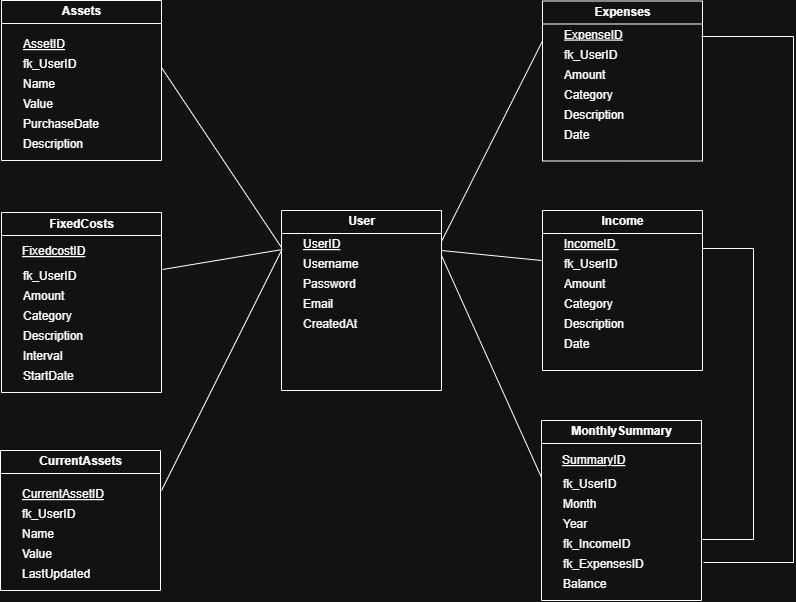 Assets
AssetID
fk_UserID
Name
Value
PurchaseDate
Description
FixedCosts
FixedcostID
fk_UserID
Amount
Category
Description
Interval
StartDate
CurrentAssets
CurrentAssetID
fk_UserID
Name
Value
LastUpdated
User
UserID
Username
Password
Email
CreatedAt
Expenses
ExpenseID
fk_UserID
Amount
Category
Description
Date
Income
IncomeID
fk_UserID
Amount
Category
Description
Date
MonthlySummary
SummaryID
fk_UserID
Month
Year
fk_IncomeID
fk_ExpensesID
Balance